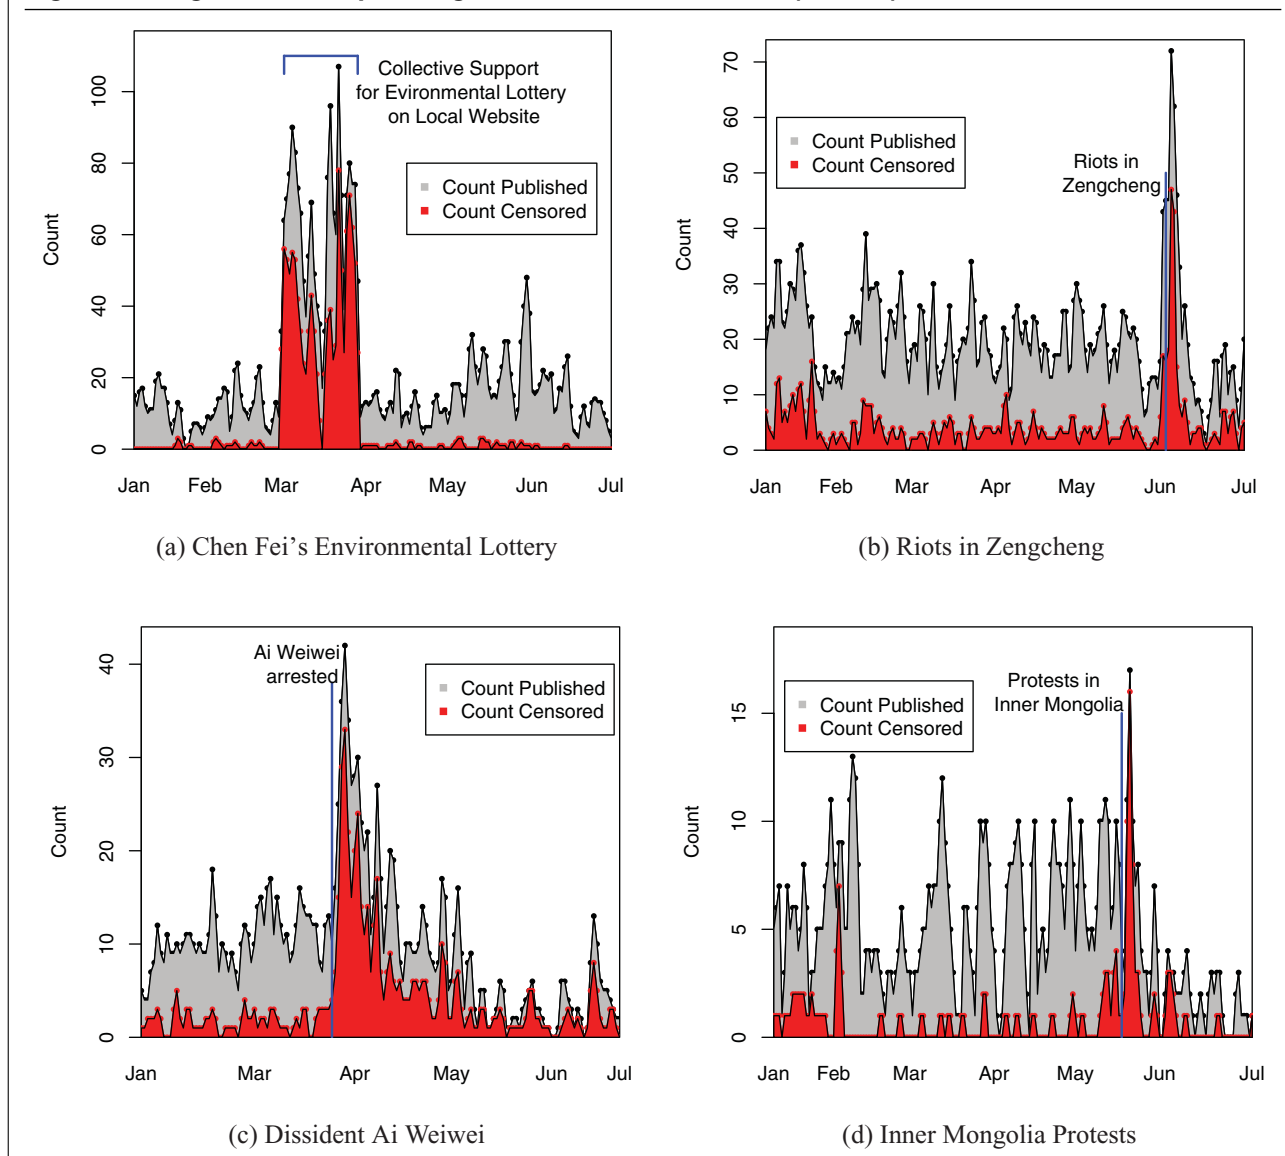 Count
100
80
60
40
20
0
Collective Support
for Evironmental Lottery
on Local Website
Count Published
Count Censored
Jan Feb Mar Apr May Jun Jul
(a) Chen Fei's Environmental Lottery
Count
70
60
50
40
30
20
10
0
Count Published
Count Censored
Riots in
Zengcheng
Jan Feb Mar Apr May Jun Jul
(b) Riots in Zengcheng
Count
40
30
20
10
0
Ai Weiwei
arrested
Count Published
Count Censored
Jan Mar Apr May Jun Jul
(c) Dissident Ai Weiwei
Count
15
10
5
0
Count Published
Count Censored
Protests in
Inner Mongolia
Jan Feb Mar Apr May Jun Jul
(d) Inner Mongolia Protests